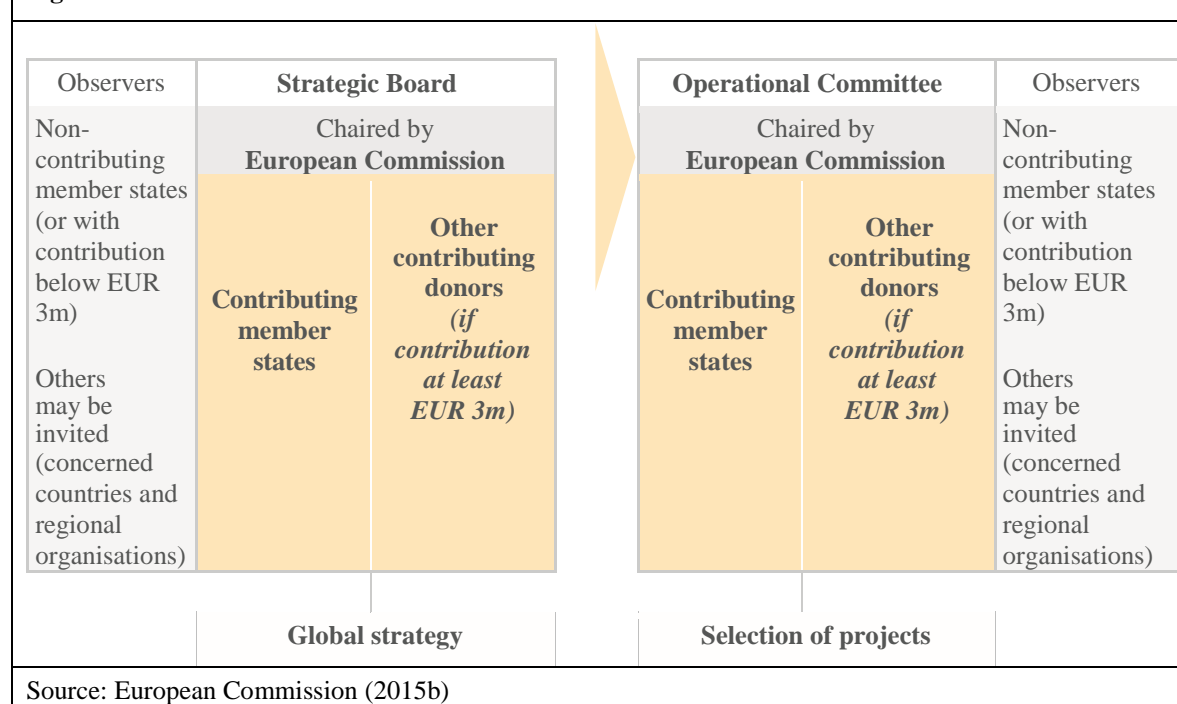 Observers
Non-
contributing
member states
(or with
contribution
below EUR
3m)
Others
may be
invited
(concerned
countries and
regional
organisations)
Strategic Board
Chaired by
European Commission
Contributing
member
states
Other
contributing
donors
(if
contribution
at least
EUR 3m)
Global strategy
Operational Committee
Chaired by
European Commission
Contributing
member
states
Other
contributing
donors
(if
contribution
at least
EUR 3m)
Selection of projects
Observers
Non-
contributing
member states
(or with
contribution
below EUR
3m)
Others
may be
invited
(concerned
countries and
regional
organisations)
Source: European Commission (2015b)